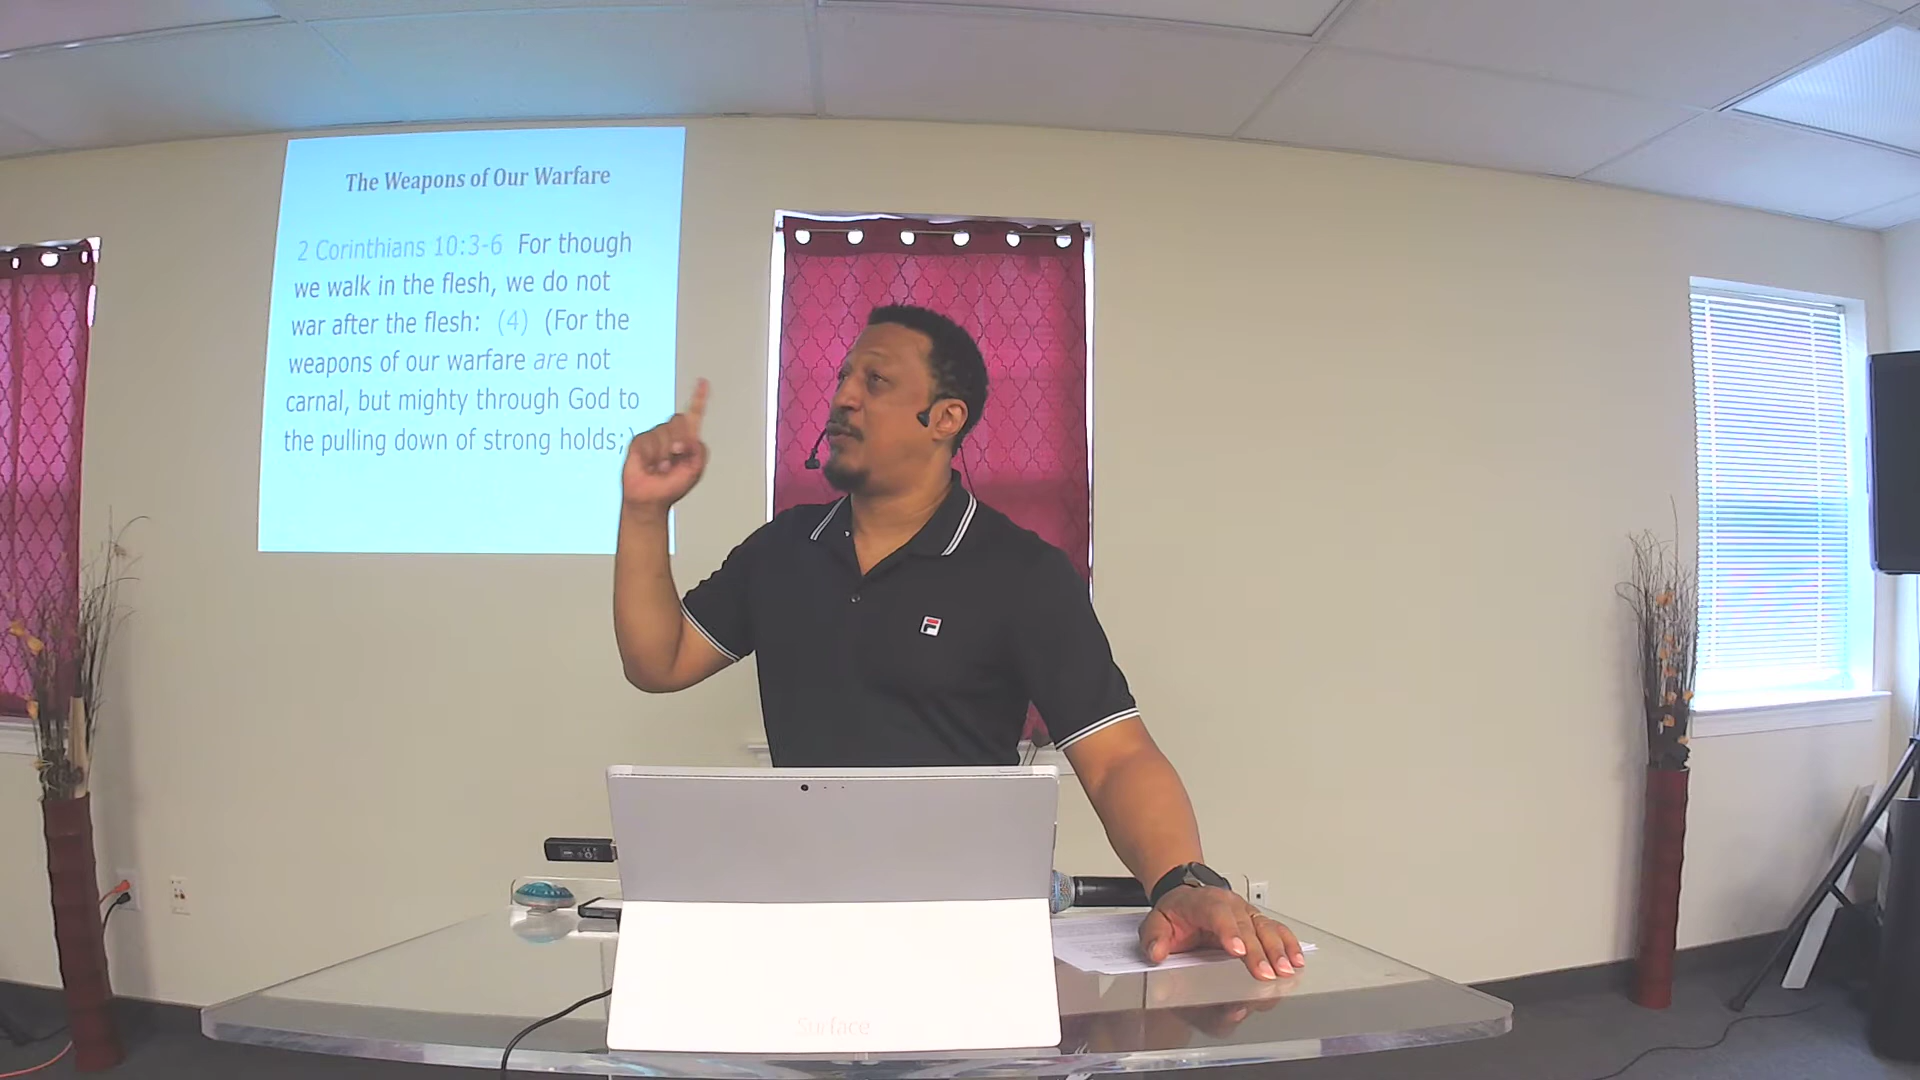 The Weapons of Our Warfare
2 Corinthians 10:3-6 For though
we walk in the flesh, we do not
war after the flesh: (4) (For the
weapons of our warfare are not
carnal, but mighty through God to
the pulling down of strong holds;)
Surface